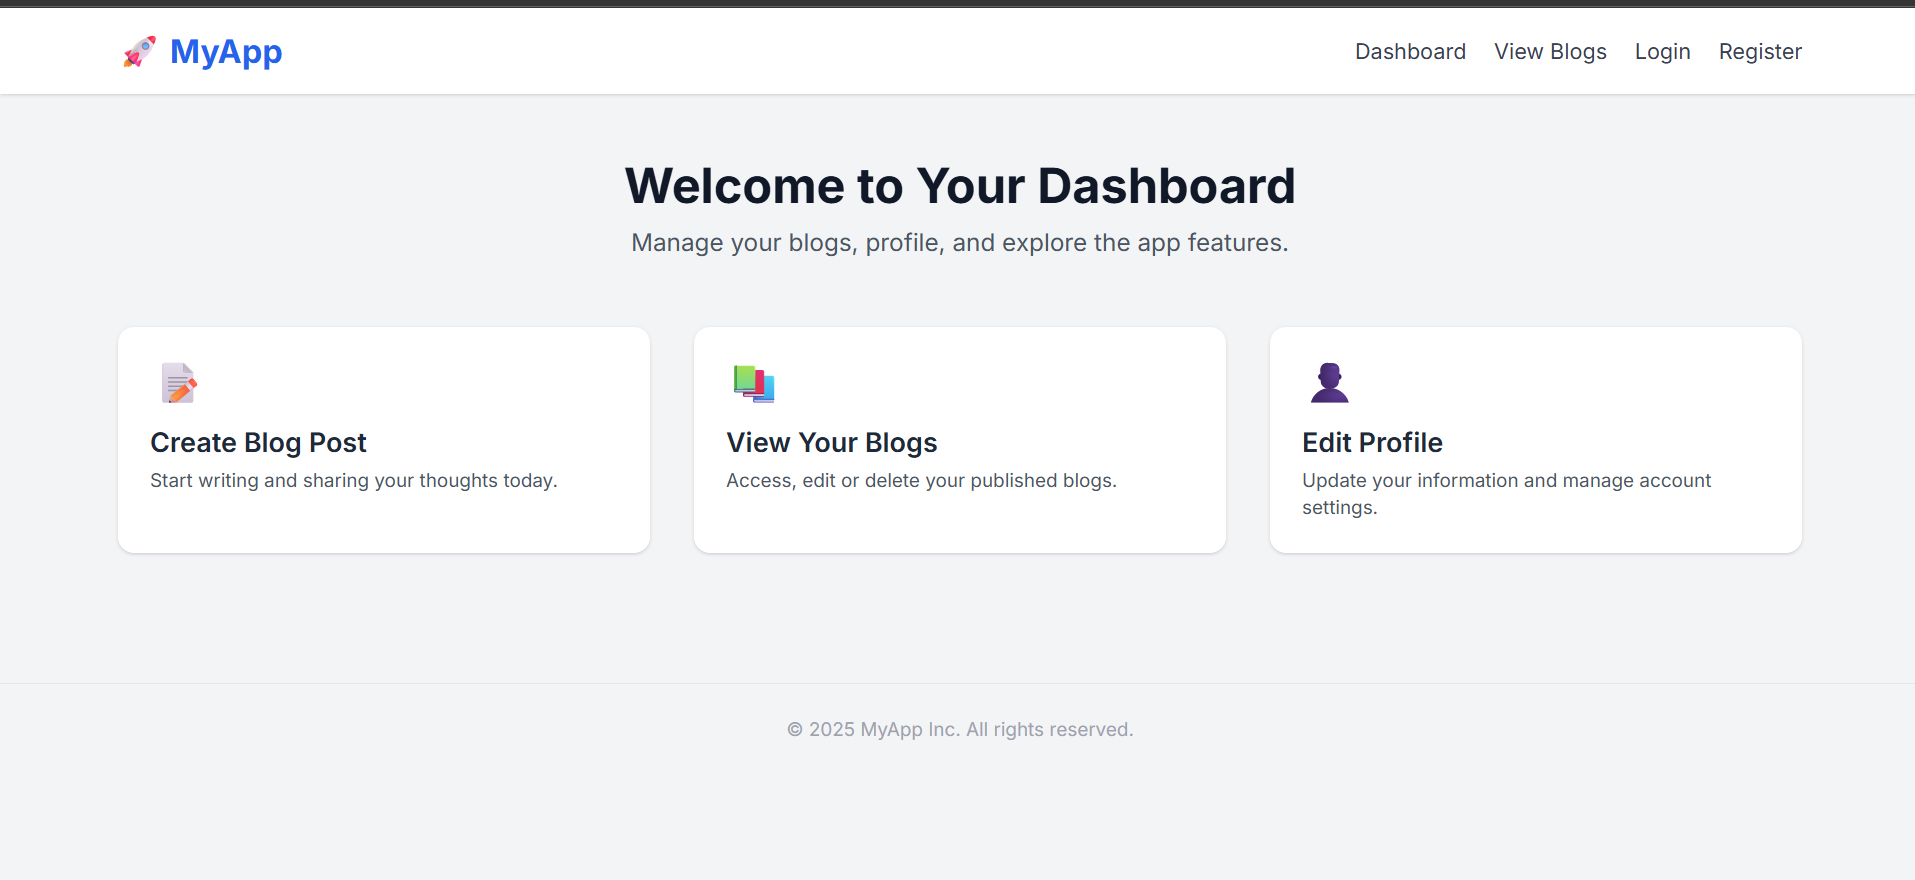 MyApp
Dashboard View Blogs Login Register
Welcome to Your Dashboard
Manage your blogs, profile, and explore the app features.
Create Blog Post
Start writing and sharing your thoughts today.
View Your Blogs
Access, edit or delete your published blogs.
Edit Profile
Update your information and manage account
settings.
© 2025 MyApp Inc. All rights reserved.